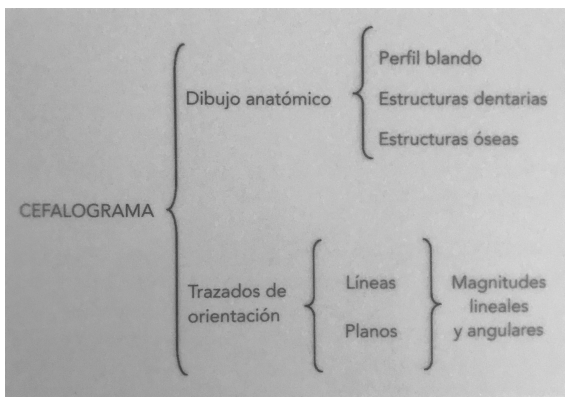 CEFALOGRAMA
Dibujo anatómico
Perfil blando
Estructuras dentarias
Estructuras óseas
Trazados de
orientación
Líneas
Planos
Magnitudes
lineales
y angulares